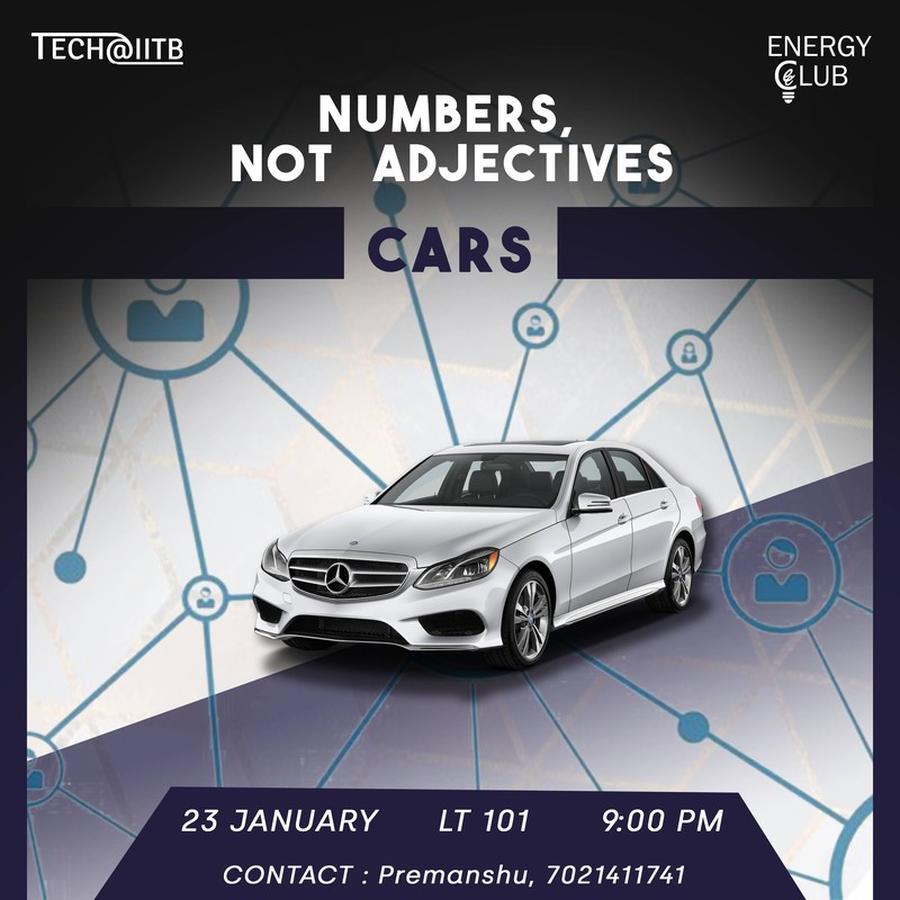 TECH@IITB
ENERGY
CLUB
NUMBERS,
NOT ADJECTIVES
CARS
23 JANUARY LT 101 9:00 PM
CONTACT : Premanshu, 7021411741